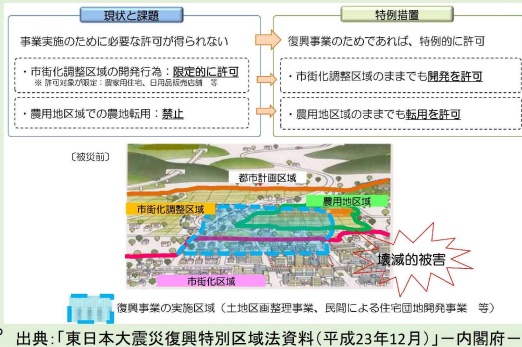 現状と課題
特例措置
事業実施のために必要な許可が得られない
復興事業のためであれば、特例的に許可
・市街化調整区域の開発行為：限定的に許可
※ 許可対象が限定：農家用住宅、日用品販売店舗 等
・市街化調整区域のままでも開発を許可
・農用地区域での農地転用：禁止
・農用地区域のままでも転用を許可
〔被災前〕
都市計画区域
市街化調整区域
農用地区域
壊滅的被害
市街化区域
復興事業の実施区域（土地区画整理事業、民間による住宅団地開発事業 等）
出典：「東日本大震災復興特別区域法資料（平成23年12月）」－内閣府－